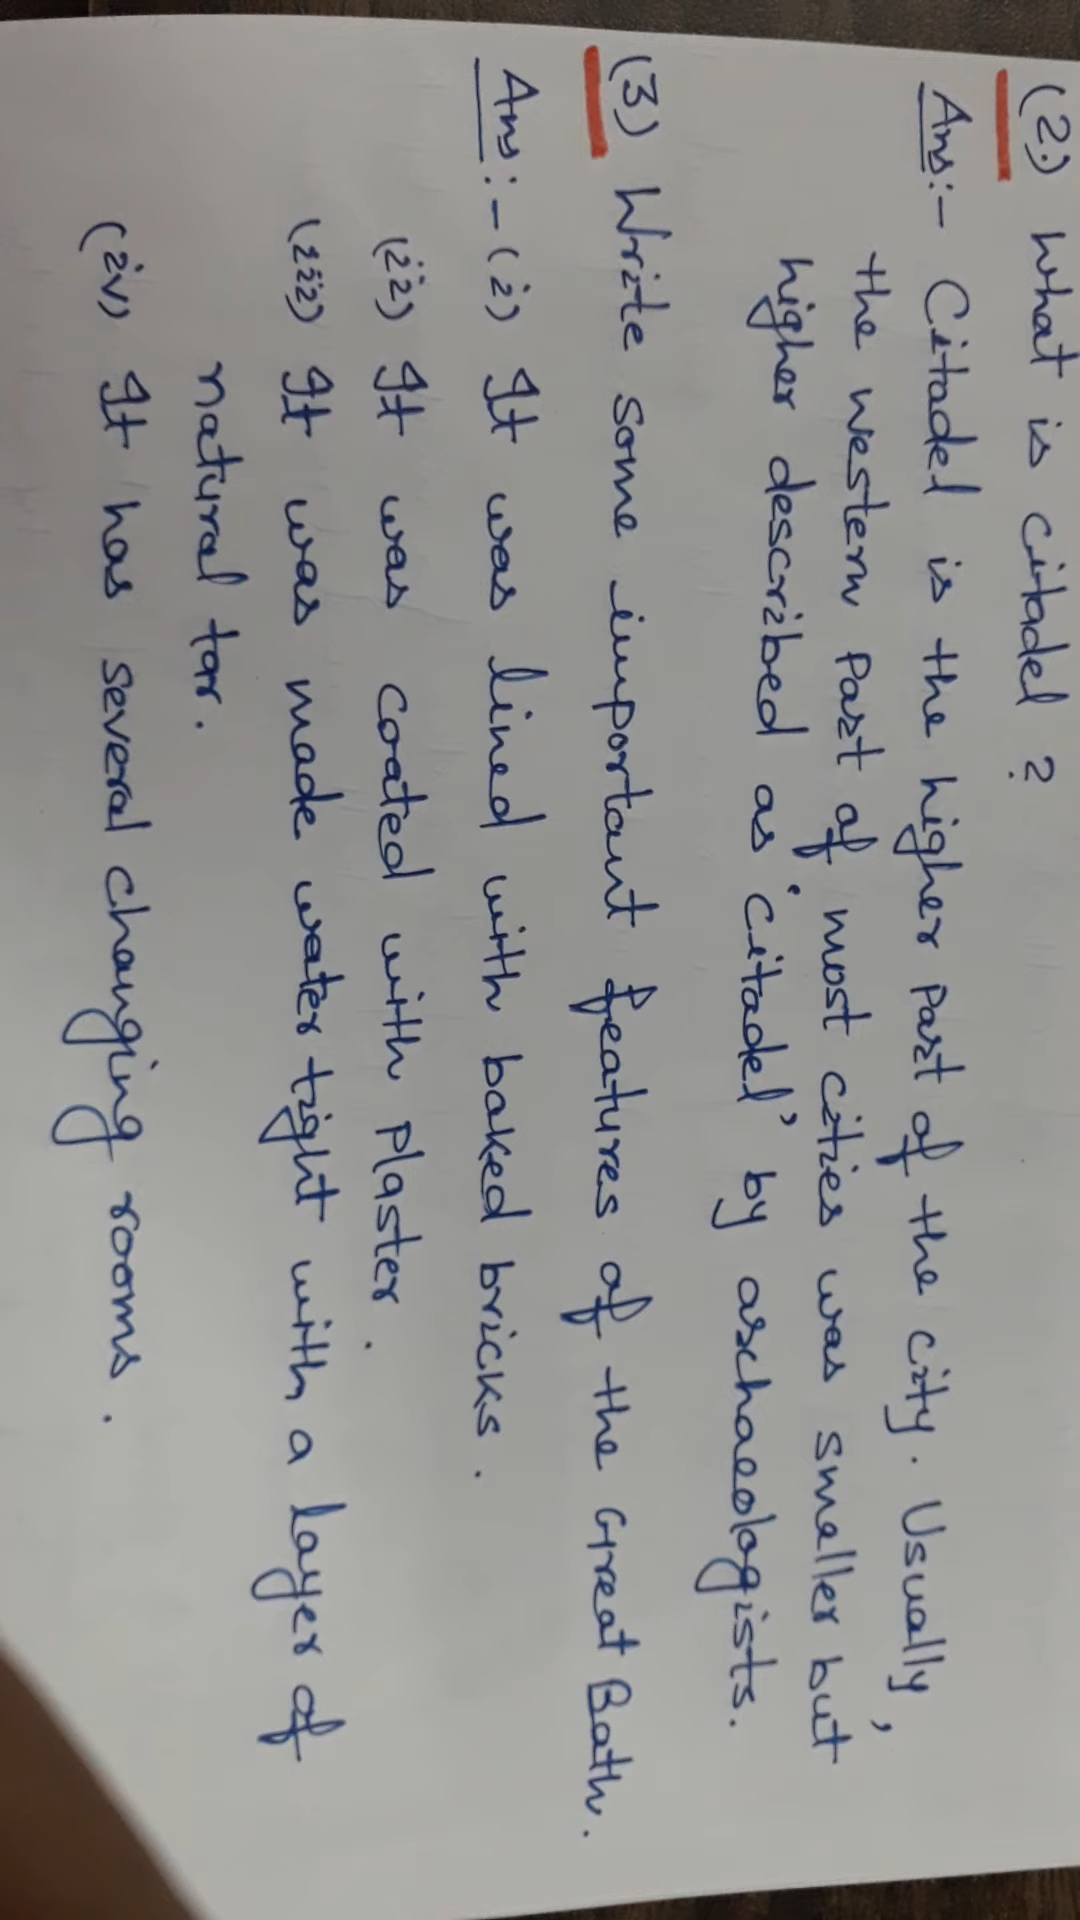 (2.) What is citadel ?
Ans:- Citadel is the higher part of the city. Usually,
the western part of most cities was smaller but
higher described as 'citadel' by archaeologists.
(3) Write some important features of the Great Bath.
Ans:- (i) It was lined with baked bricks.
(ii) It was coated with plaster.
(iii) It was made water tight with a layer of
natural tar.
(iv) It has several changing rooms.